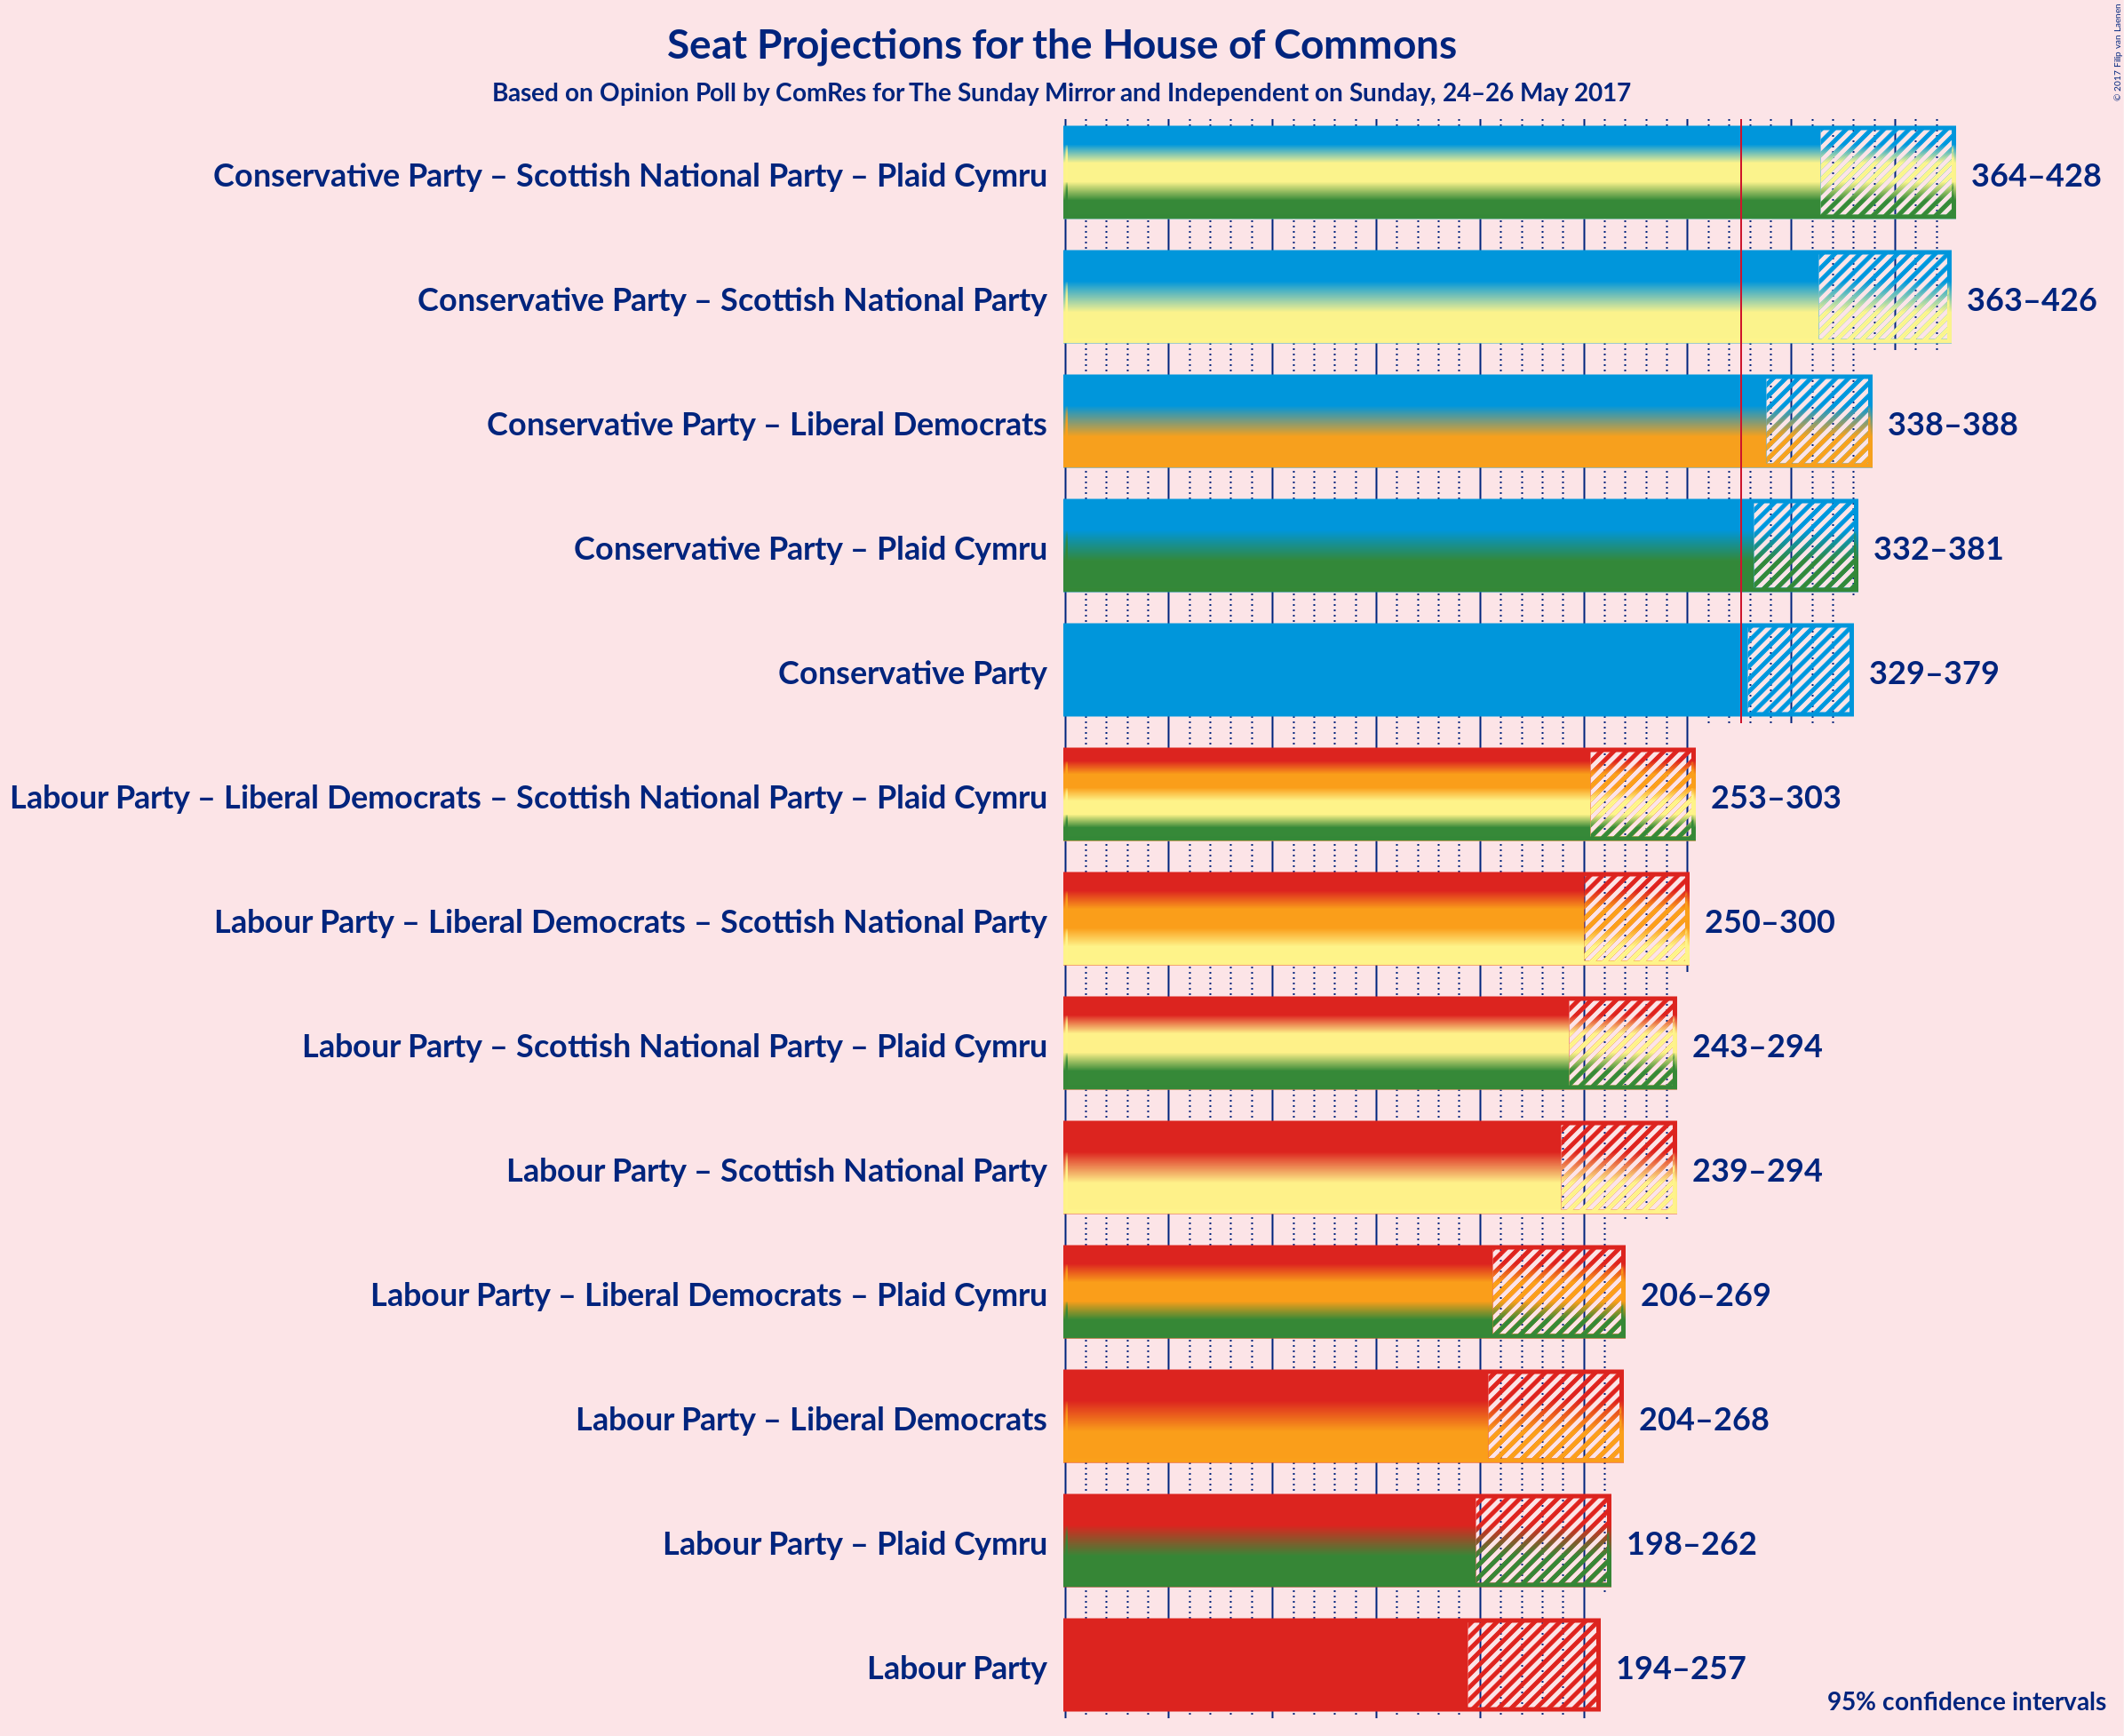 Seat Projections for the House of Commons
Based on Opinion Poll by ComRes for The Sunday Mirror and Independent on Sunday, 24–26 May 2017
© 2017 Filip van Laenen
Conservative Party – Scottish National Party – Plaid Cymru 364–428
Conservative Party – Scottish National Party 363–426
Conservative Party – Liberal Democrats 338–388
Conservative Party – Plaid Cymru 332–381
Conservative Party 329–379
Labour Party – Liberal Democrats – Scottish National Party – Plaid Cymru 253–303
Labour Party – Liberal Democrats – Scottish National Party 250–300
Labour Party – Scottish National Party – Plaid Cymru 243–294
Labour Party – Scottish National Party 239–294
Labour Party – Liberal Democrats – Plaid Cymru 206–269
Labour Party – Liberal Democrats 204–268
Labour Party – Plaid Cymru 198–262
Labour Party 194–257
95% confidence intervals